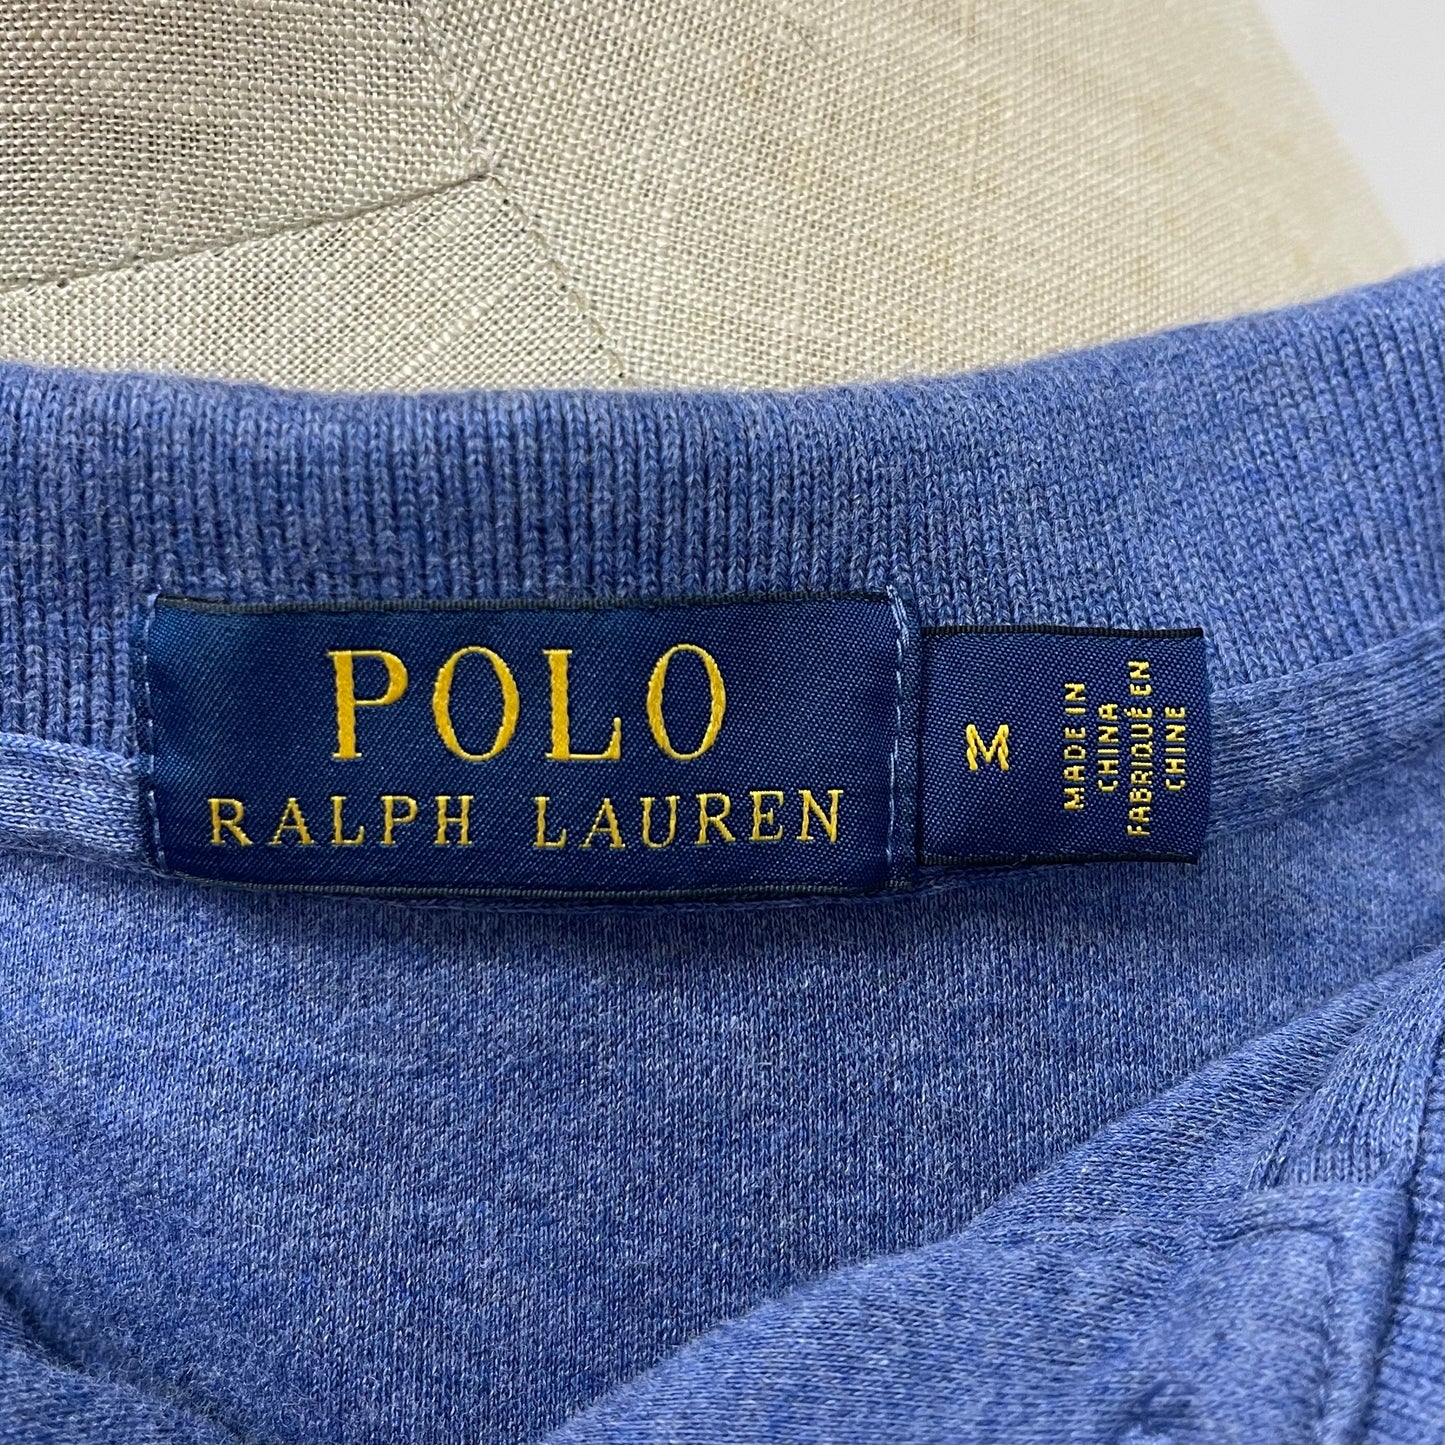 POLO
RALPH LAUREN
M
MADE IN
CHINA
FABRIQUÉ EN
CHINE